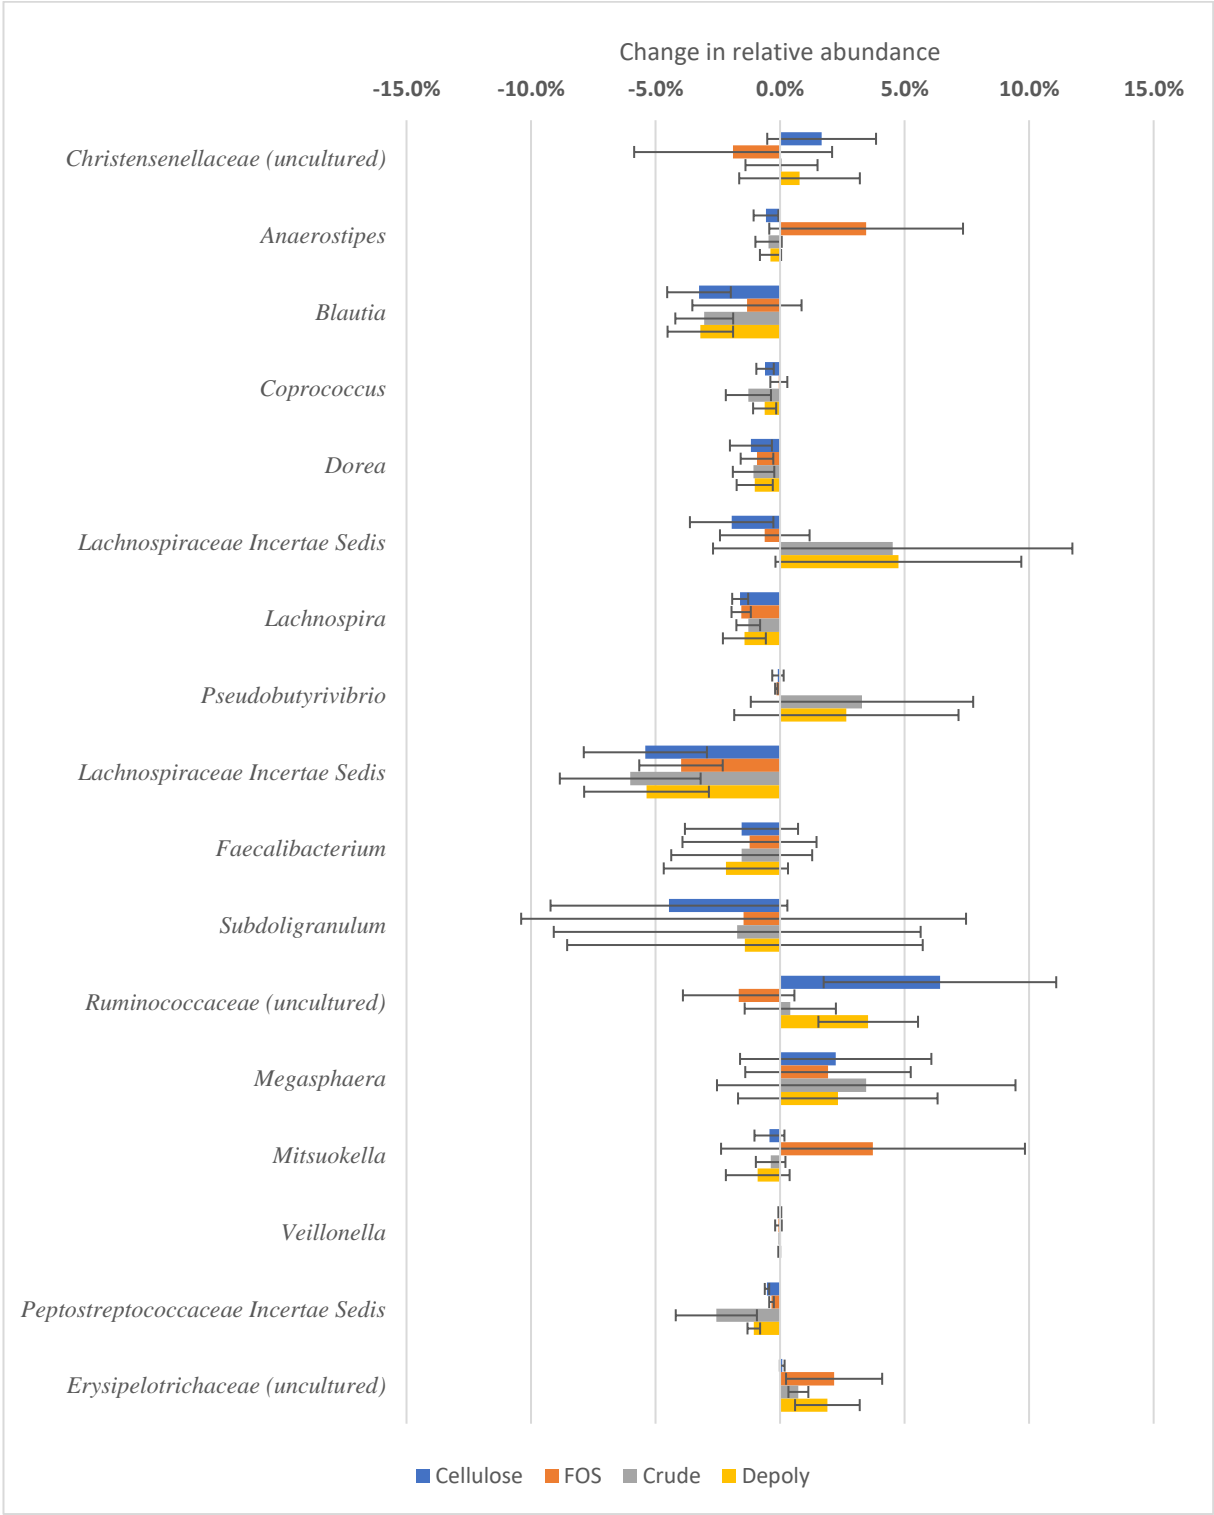 Change in relative abundance
-15.0% -10.0% -5.0% 0.0% 5.0% 10.0% 15.0%
Christensenellaceae (uncultured)
Anaerostipes
Blautia
Coprococcus
Dorea
Lachnospiraceae Incertae Sedis
Lachnospira
Pseudobutyrivibrio
Lachnospiraceae Incertae Sedis
Faecalibacterium
Subdoligranulum
Ruminococcaceae (uncultured)
Megasphaera
Mitsuokella
Veillonella
Peptostreptococcaceae Incertae Sedis
Erysipelotrichaceae (uncultured)
Cellulose FOS Crude Depoly